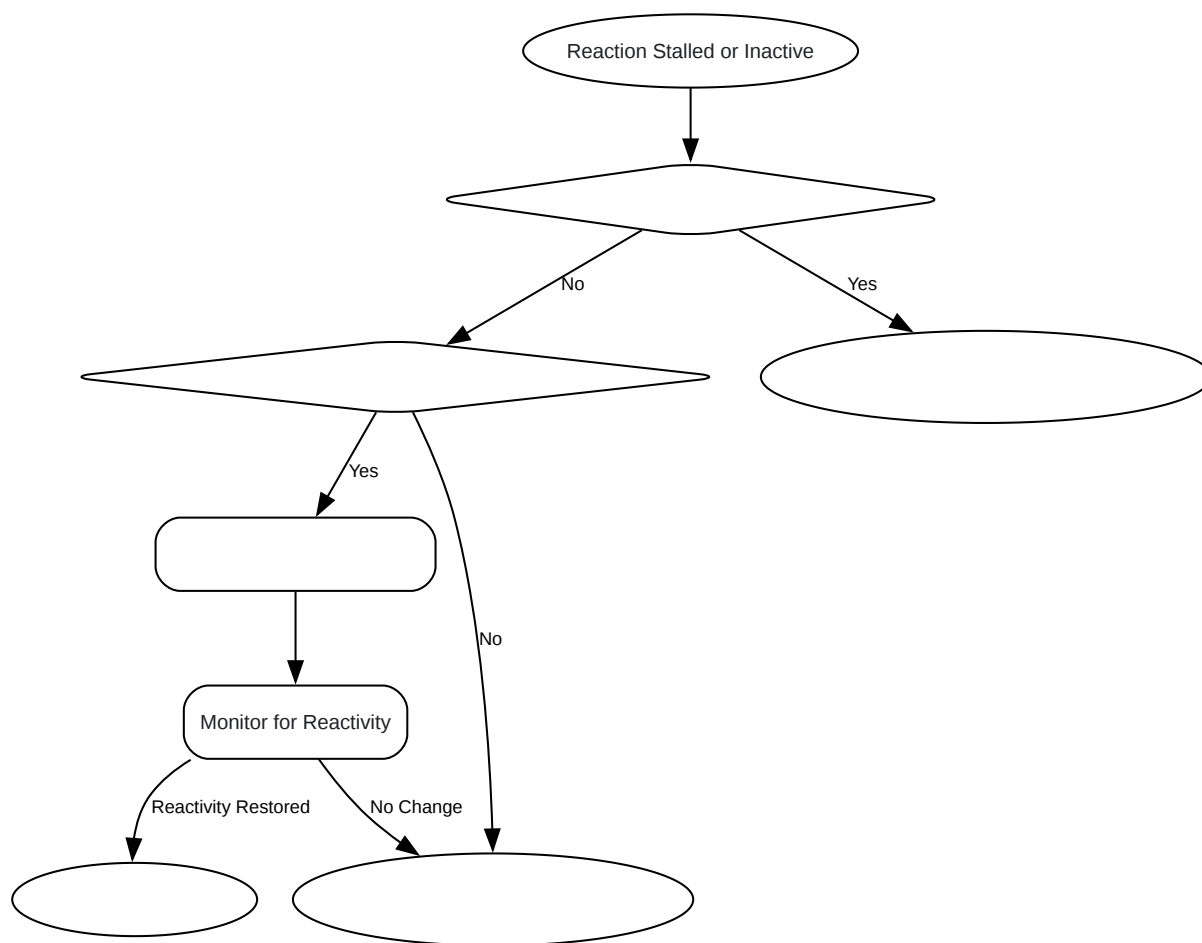 Reaction Stalled or Inactive
No
Yes
Yes
No
Monitor for Reactivity
Reactivity Restored
No Change